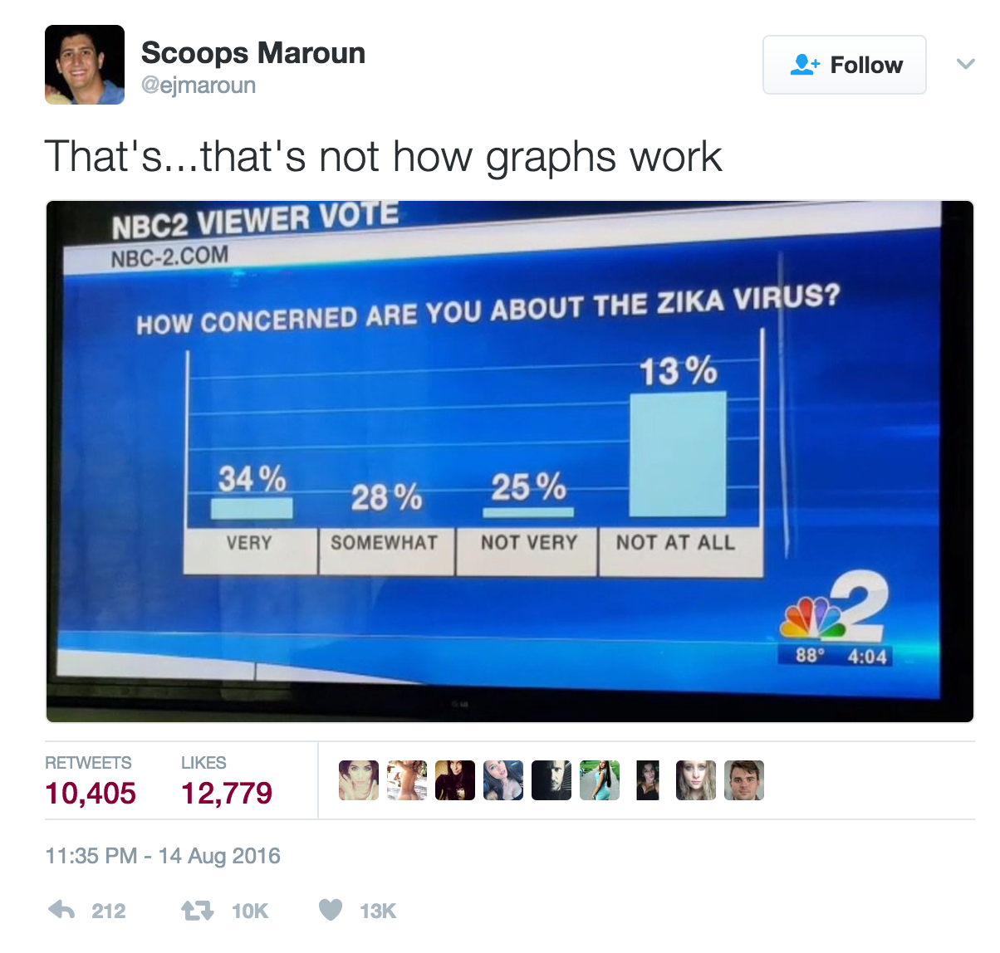 Scoops Maroun
@ejmaroun
Follow
That's...that's not how graphs work
NBC2 VIEWER VOTE
NBC-2.COM
HOW CONCERNED ARE YOU ABOUT THE ZIKA VIRUS?
13%
34%
28%
25%
VERY
SOMEWHAT
NOT VERY
NOT AT ALL
2
88° 4:04
RETWEETS LIKES
10,405 12,779
11:35 PM - 14 Aug 2016
212 10K 13K